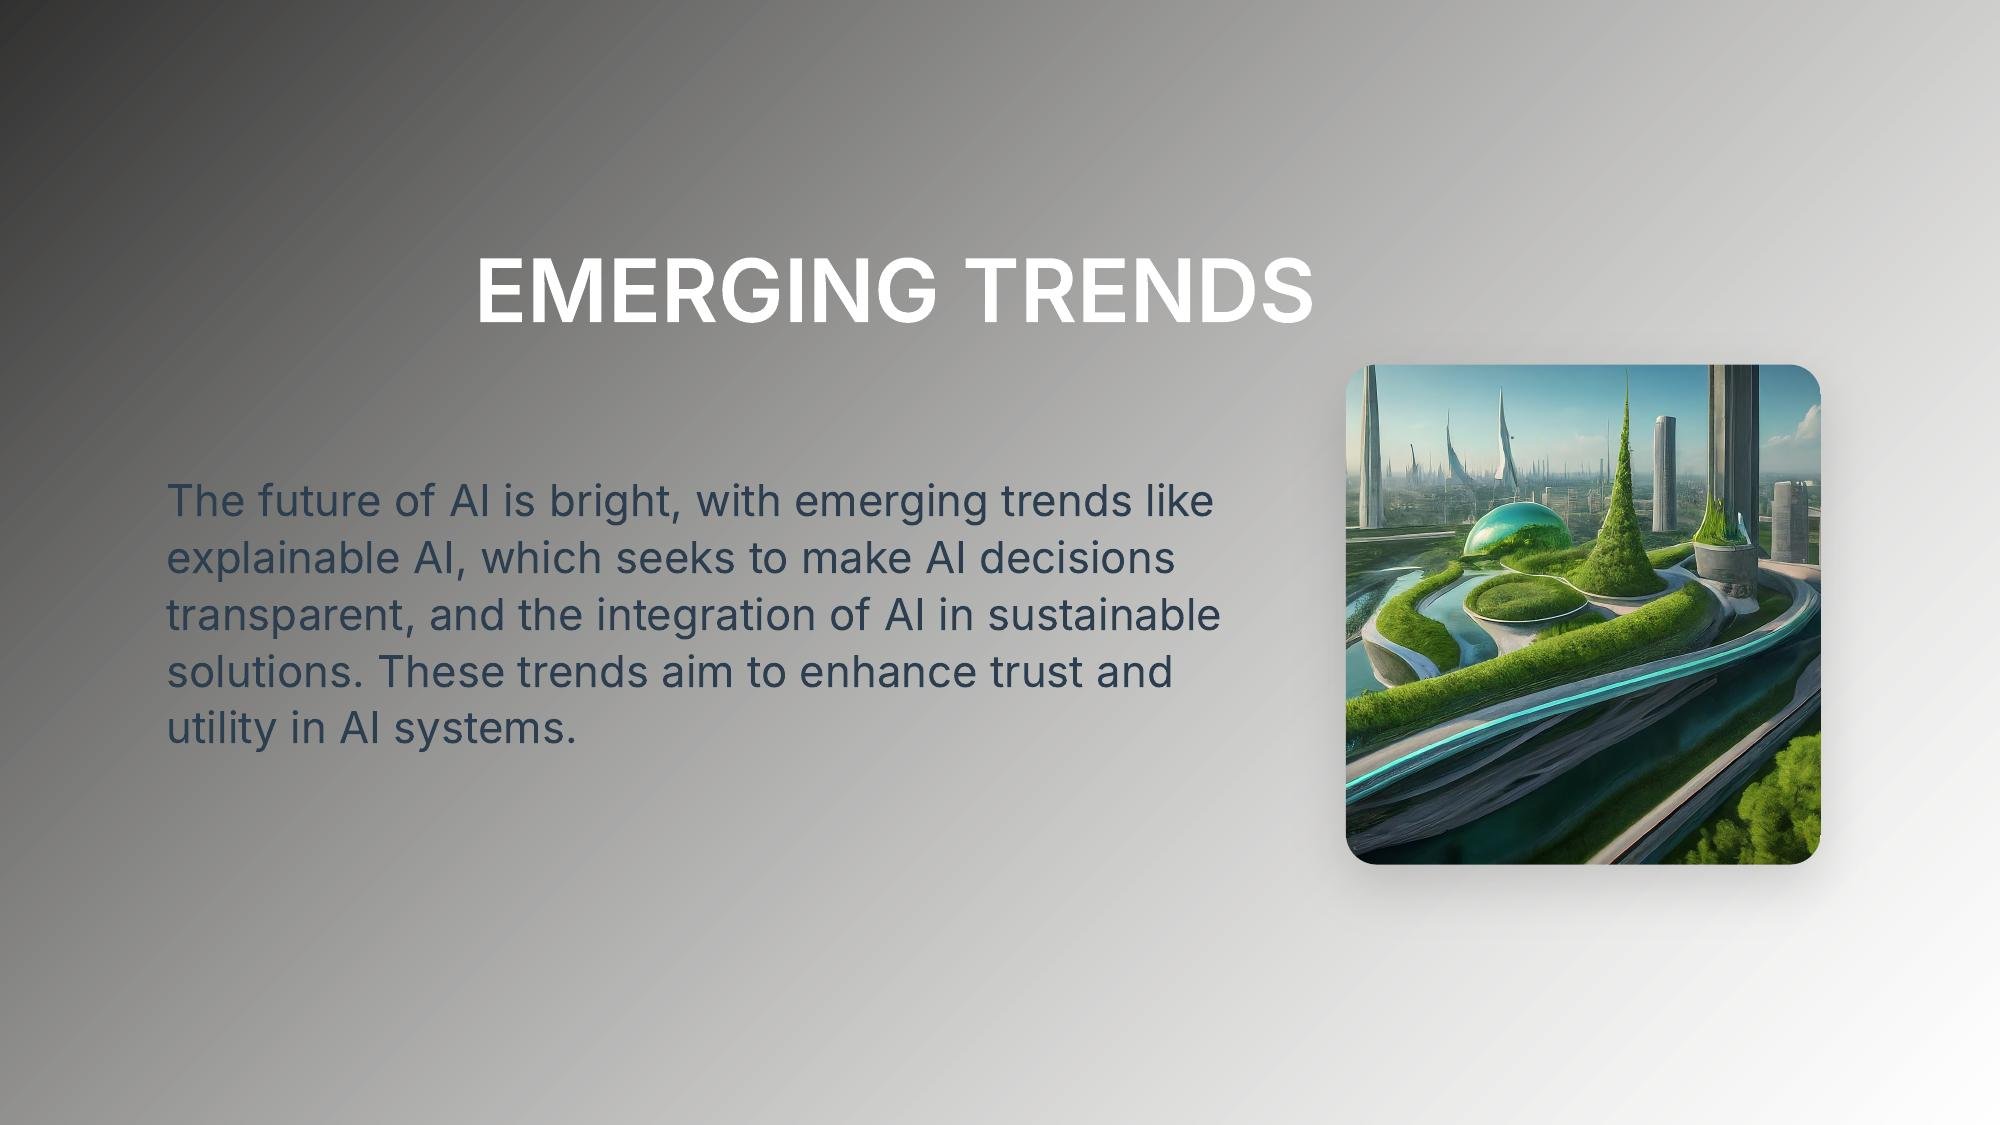 EMERGING TRENDS
The future of AI is bright, with emerging trends like
explainable AI, which seeks to make AI decisions
transparent, and the integration of AI in sustainable
solutions. These trends aim to enhance trust and
utility in AI systems.